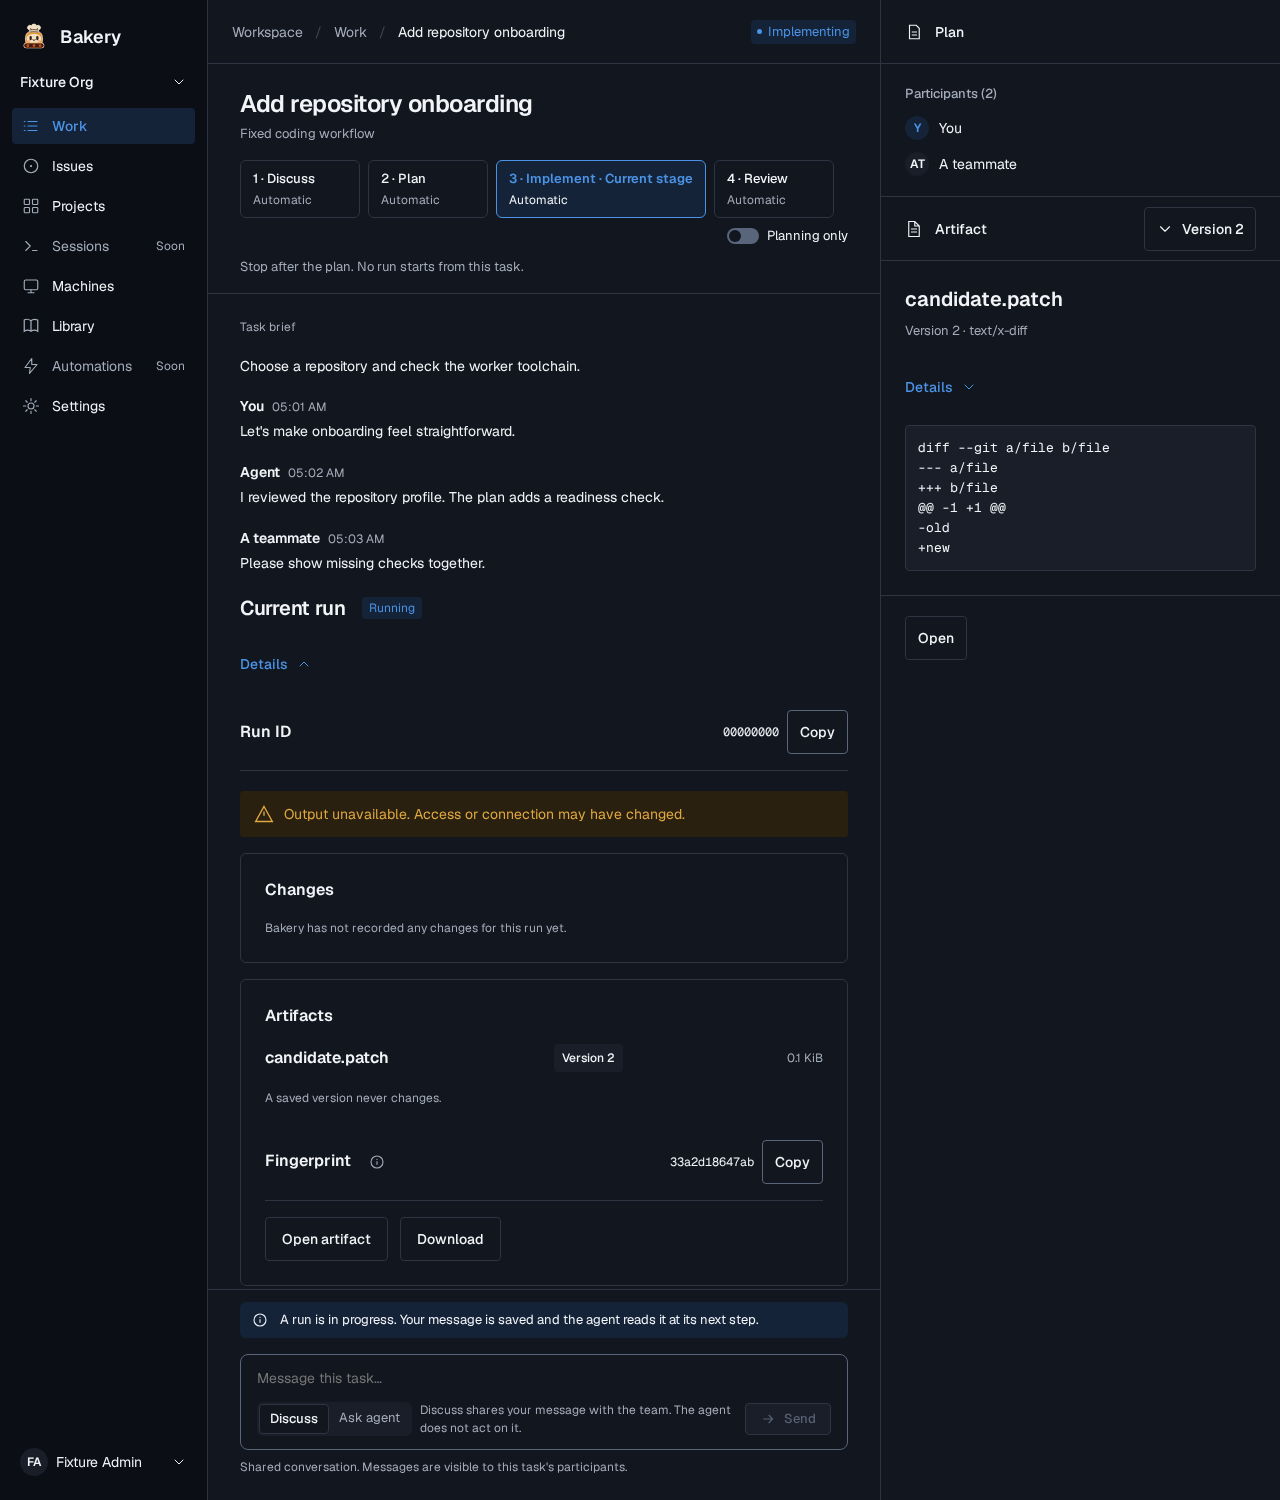 Bakery
Fixture Org
Work
Issues
Projects
Sessions Soon
Machines
Library
Automations Soon
Settings
FA Fixture Admin
Workspace / Work / Add repository onboarding
Implementing
Add repository onboarding
Fixed coding workflow
1 · Discuss
Automatic
2 · Plan
Automatic
3 · Implement · Current stage
Automatic
4 · Review
Automatic
Planning only
Stop after the plan. No run starts from this task.
Task brief
Choose a repository and check the worker toolchain.
You 05:01 AM
Let's make onboarding feel straightforward.
Agent 05:02 AM
I reviewed the repository profile. The plan adds a readiness check.
A teammate 05:03 AM
Please show missing checks together.
Current run Running
Details
Run ID 00000000 Copy
Output unavailable. Access or connection may have changed.
Changes
Bakery has not recorded any changes for this run yet.
Artifacts
candidate.patch Version 2 0.1 KiB
A saved version never changes.
Fingerprint 33a2d18647ab Copy
Open artifact Download
A run is in progress. Your message is saved and the agent reads it at its next step.
Message this task...
Discuss Ask agent
Discuss shares your message with the team. The agent
does not act on it.
Send
Shared conversation. Messages are visible to this task's participants.
Plan
Participants (2)
Y You
AT A teammate
Artifact Version 2
candidate.patch
Version 2 · text/x-diff
Details
diff --git a/file b/file
--- a/file
+++ b/file
@@ -1 +1 @@
-old
+new
Open